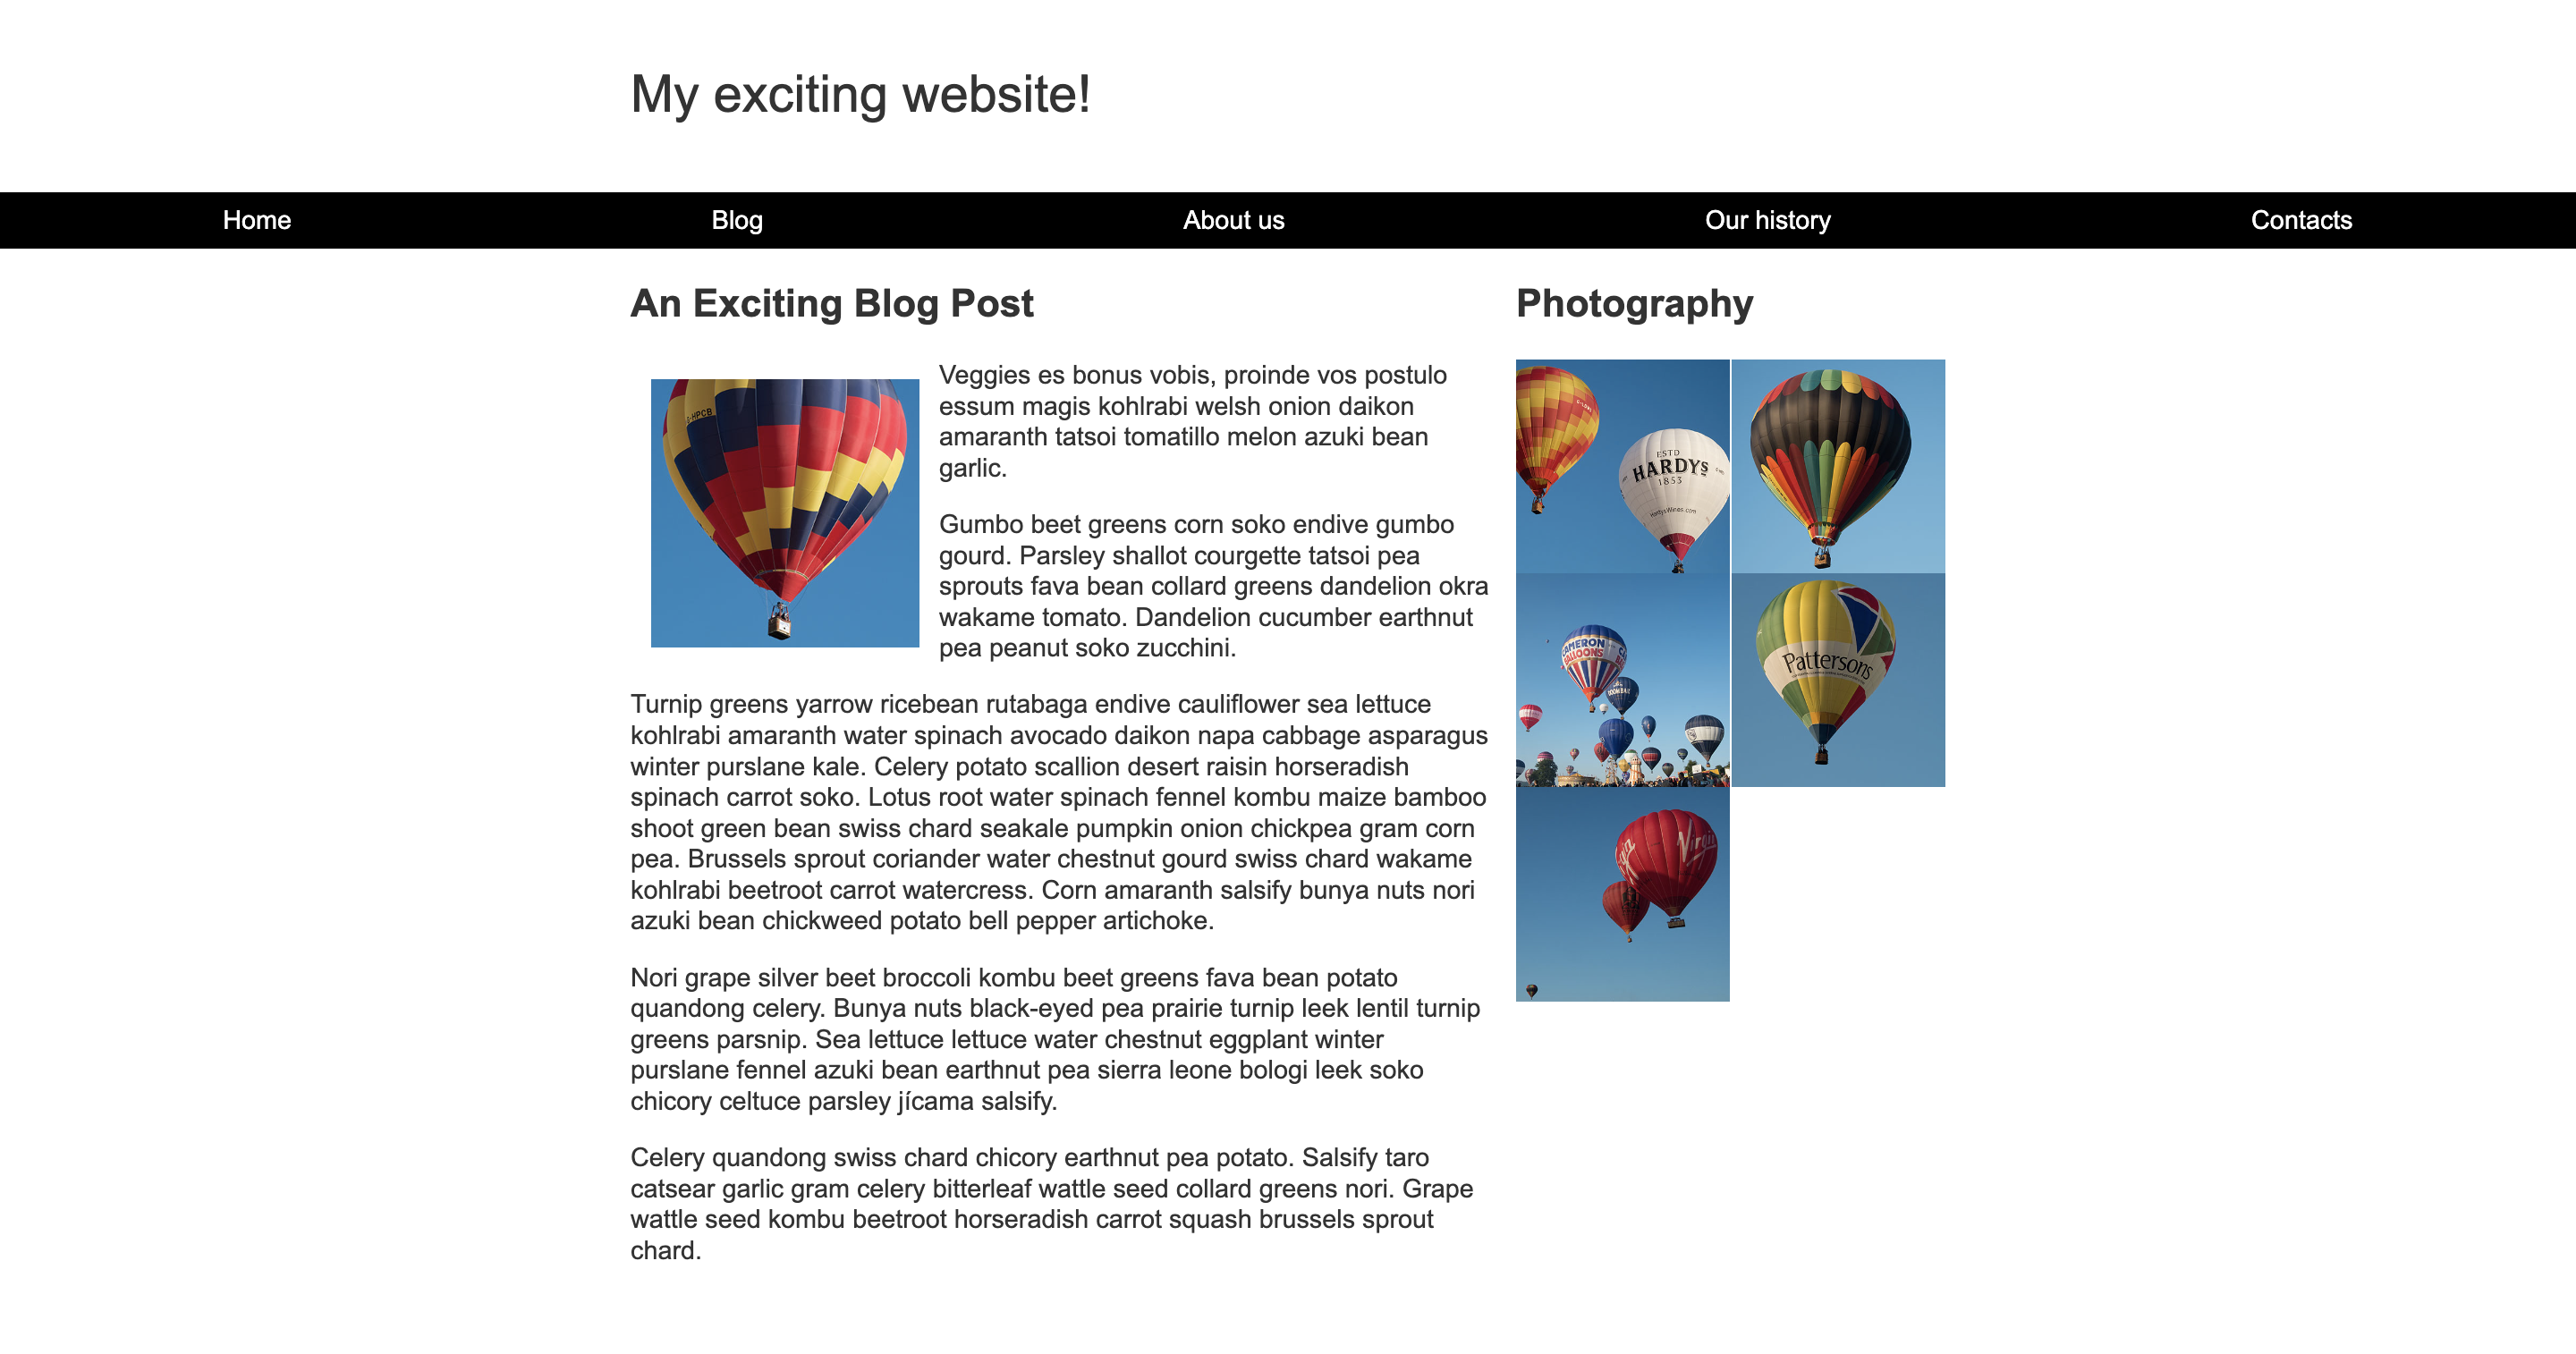 My exciting website!
Home Blog About us Our history Contacts
An Exciting Blog Post
Veggies es bonus vobis, proinde vos postulo
essum magis kohlrabi welsh onion daikon
amaranth tatsoi tomatillo melon azuki bean
garlic.
Gumbo beet greens corn soko endive gumbo
gourd. Parsley shallot courgette tatsoi pea
sprouts fava bean collard greens dandelion okra
wakame tomato. Dandelion cucumber earthnut
pea peanut soko zucchini.
Turnip greens yarrow ricebean rutabaga endive cauliflower sea lettuce
kohlrabi amaranth water spinach avocado daikon napa cabbage asparagus
winter purslane kale. Celery potato scallion desert raisin horseradish
spinach carrot soko. Lotus root water spinach fennel kombu maize bamboo
shoot green bean swiss chard seakale pumpkin onion chickpea gram corn
pea. Brussels sprout coriander water chestnut gourd swiss chard wakame
kohlrabi beetroot carrot watercress. Corn amaranth salsify bunya nuts nori
azuki bean chickweed potato bell pepper artichoke.
Nori grape silver beet broccoli kombu beet greens fava bean potato
quandong celery. Bunya nuts black-eyed pea prairie turnip leek lentil turnip
greens parsnip. Sea lettuce lettuce water chestnut eggplant winter
purslane fennel azuki bean earthnut pea sierra leone bologi leek soko
chicory celtuce parsley jícama salsify.
Celery quandong swiss chard chicory earthnut pea potato. Salsify taro
catsear garlic gram celery bitterleaf wattle seed collard greens nori. Grape
wattle seed kombu beetroot horseradish carrot squash brussels sprout
chard.
Photography
G-HPCB
ESTD
HARDYS
1853
HardysWines.com
CAMERON
BALLOONS
Pattersons
Virgin